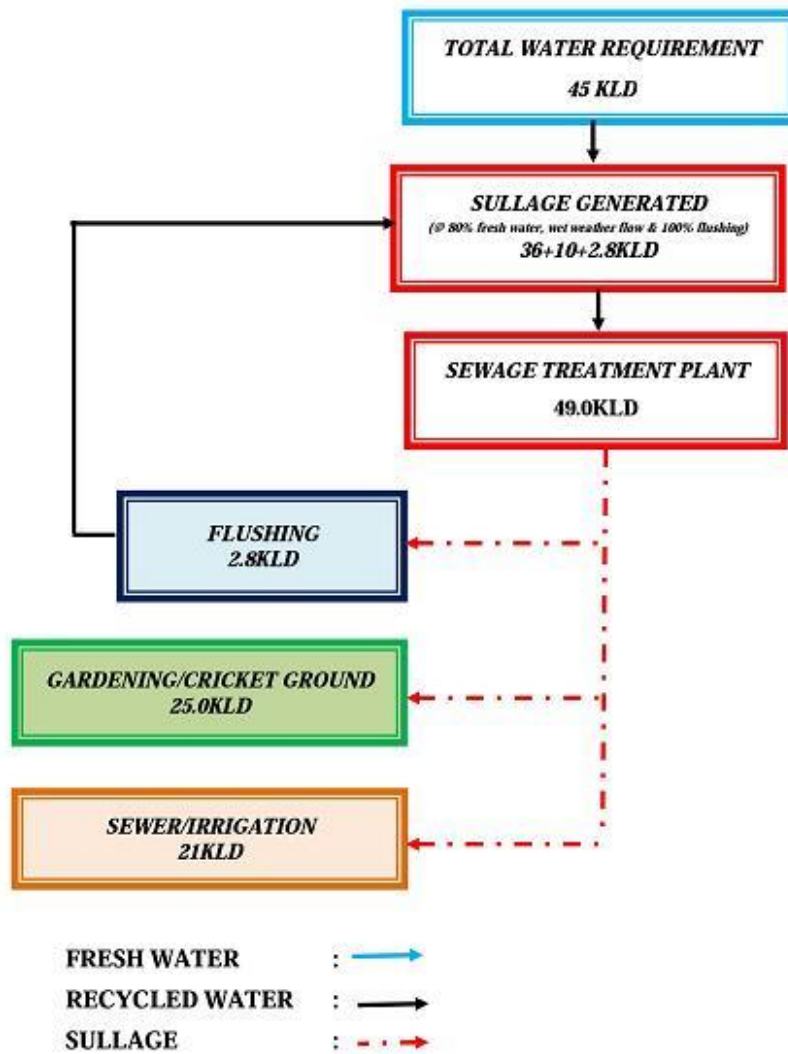 TOTAL WATER REQUIREMENT
45 KLD
SULLAGE GENERATED
(@ 80% fresh water, wet weather flow & 100% flushing)
36+10+2.8KLD
SEWAGE TREATMENT PLANT
49.0KLD
FLUSHING
2.8KLD
GARDENING/CRICKET GROUND
25.0KLD
SEWER/IRRIGATION
21KLD
FRESH WATER :
RECYCLED WATER :
SULLAGE :